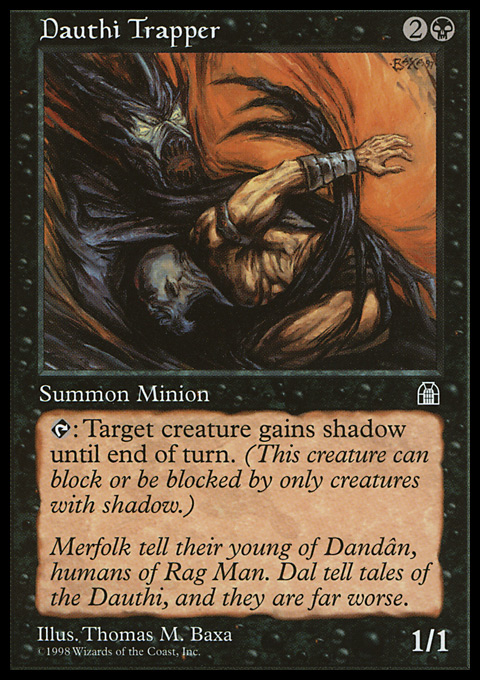 Dauthi Trapper 2
Summon Minion
: Target creature gains shadow
until end of turn. (This creature can
block or be blocked by only creatures
with shadow.)
Merfolk tell their young of Dandân,
humans of Rag Man. Dal tell tales of
the Dauthi, and they are far worse.
Illus. Thomas M. Baxa
©1998 Wizards of the Coast, Inc.
1/1